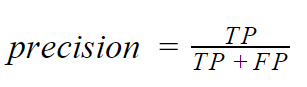 precision = TP / TP + FP